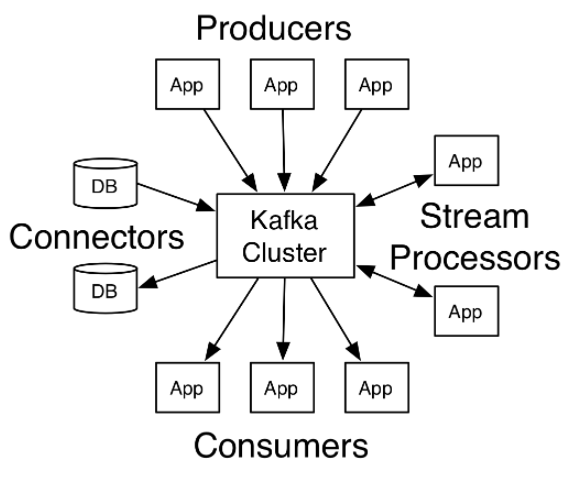 Producers
App
App
App
DB
App
Kafka
Cluster
Stream
Processors
Connectors
DB
App
App
App
App
Consumers